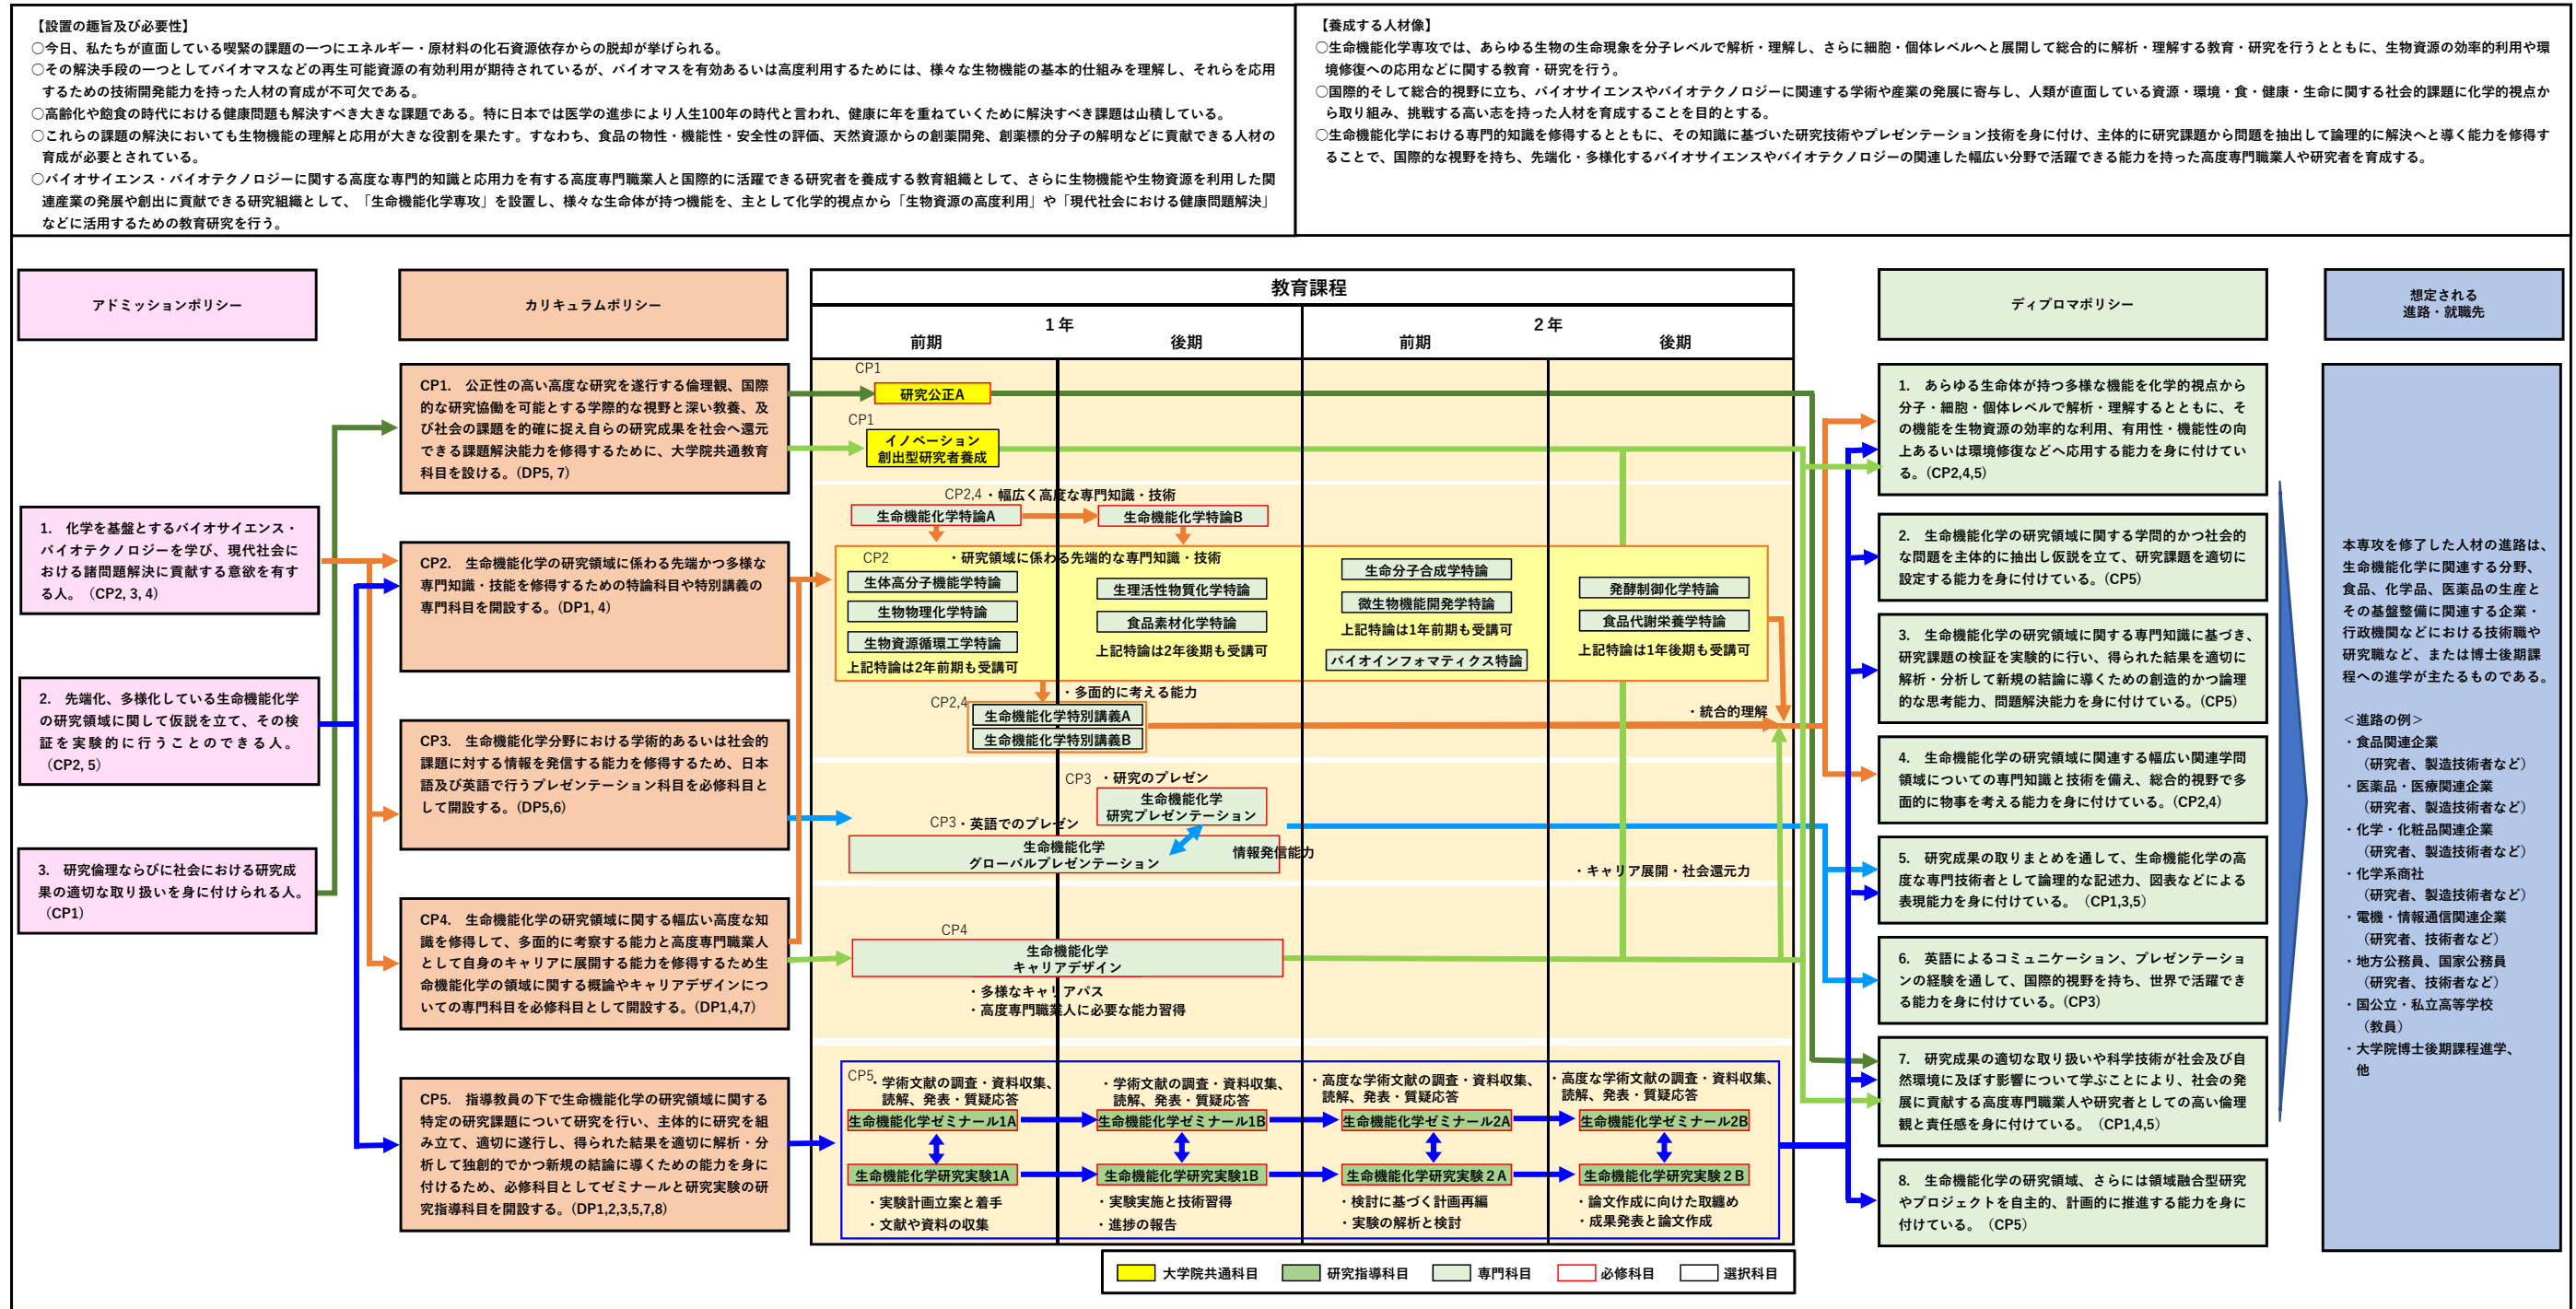 【設置の趣旨及び必要性】
○今日、私たちが直面している喫緊の課題の一つにエネルギー・原材料の化石資源依存からの脱却が挙げられる。
○その解決手段の一つとしてバイオマスなどの再生可能資源の有効利用が期待されているが、バイオマスを有効あるいは高度利用するためには、様々な生物機能の基本的仕組みを理解し、それらを応用
するための技術開発能力を持った人材の育成が不可欠である。
○高齢化や飽食の時代における健康問題も解決すべき大きな課題である。特に日本では医学の進歩により人生100年の時代と言われ、健康に年を重ねていくために解決すべき課題は山積している。
○これらの課題の解決においても生物機能の理解と応用が大きな役割を果たす。すなわち、食品の物性・機能性・安全性の評価、天然資源からの創薬開発、創薬標的分子の解明などに貢献できる人材の
育成が必要とされている。
○バイオサイエンス・バイオテクノロジーに関する高度な専門的知識と応用力を有する高度専門職業人と国際的に活躍できる研究者を養成する教育組織として、さらに生物機能や生物資源を利用した関
連産業の発展や創出に貢献できる研究組織として、「生命機能化学専攻」を設置し、様々な生命体が持つ機能を、主として化学的視点から「生物資源の高度利用」や「現代社会における健康問題解決」
などに活用するための教育研究を行う。
【養成する人材像】
○生命機能化学専攻では、あらゆる生物の生命現象を分子レベルで解析・理解し、さらに細胞・個体レベルへと展開して総合的に解析・理解する教育・研究を行うとともに、生物資源の効率的利用や環
境修復への応用などに関する教育・研究を行う。
○国際的そして総合的視野に立ち、バイオサイエンスやバイオテクノロジーに関連する学術や産業の発展に寄与し、人類が直面している資源・環境・食・健康・生命に関する社会的課題に化学的視点か
ら取り組み、挑戦する高い志を持った人材を育成することを目的とする。
○生命機能化学における専門的知識を修得するとともに、その知識に基づいた研究技術やプレゼンテーション技術を身に付け、主体的に研究課題から問題を抽出して論理的に解決へと導く能力を修得す
ることで、国際的な視野を持ち、先端化・多様化するバイオサイエンスやバイオテクノロジーの関連した幅広い分野で活躍できる能力を持った高度専門職業人や研究者を育成する。
アドミッションポリシー
1. 化学を基盤とするバイオサイエンス・
バイオテクノロジーを学び、現代社会に
おける諸問題解決に貢献する意欲を有す
る人。（CP2, 3, 4）
2. 先端化、多様化している生命機能化学
の研究領域に関して仮説を立て、その検
証を実験的に行うことのできる人。
（CP2, 5）
3. 研究倫理ならびに社会における研究成
果の適切な取り扱いを身に付けられる人。
（CP1）
カリキュラムポリシー
CP1. 公正性の高い高度な研究を遂行する倫理観、国際
的な研究協働を可能とする学際的な視野と深い教養、及
び社会の課題を的確に捉え自らの研究成果を社会へ還元
できる課題解決能力を修得するために、大学院共通教育
科目を設ける。（DP5, 7）
CP2. 生命機能化学の研究領域に係わる先端かつ多様な
専門知識・技能を修得するための特論科目や特別講義の
専門科目を開設する。（DP1, 4）
CP3. 生命機能化学分野における学術的あるいは社会的
課題に対する情報を発信する能力を修得するため、日本
語及び英語で行うプレゼンテーション科目を必修科目と
して開設する。（DP5,6）
CP4. 生命機能化学の研究領域に関する幅広い高度な知
識を修得して、多面的に考察する能力と高度専門職業人
として自身のキャリアに展開する能力を修得するため生
命機能化学の領域に関する概論やキャリアデザインにつ
いての専門科目を必修科目として開設する。（DP1,4,7）
CP5. 指導教員の下で生命機能化学の研究領域に関する
特定の研究課題について研究を行い、主体的に研究を組
み立て、適切に遂行し、得られた結果を適切に解析・分
析して独創的でかつ新規の結論に導くための能力を身に
付けるため、必修科目としてゼミナールと研究実験の研
究指導科目を開設する。（DP1,2,3,5,7,8）
教育課程
1年
2年
前期
後期
前期
後期
CP1
研究公正A
CP1
イノベーション
創出型研究者養成
CP2,4 ・幅広く高度な専門知識・技術
生命機能化学特論A
生命機能化学特論B
CP2
・研究領域に係わる先端的な専門知識・技術
生体高分子機能学特論
生物物理化学特論
生物資源循環工学特論
上記特論は2年前期も受講可
生理活性物質化学特論
食品素材化学特論
上記特論は2年後期も受講可
生命分子合成学特論
微生物機能開発学特論
上記特論は1年前期も受講可
バイオインフォマティクス特論
発酵制御化学特論
食品代謝栄養学特論
上記特論は1年後期も受講可
・多面的に考える能力
CP2,4
生命機能化学特別講義A
生命機能化学特別講義B
・統合的理解
CP3 ・研究のプレゼン
生命機能化学
研究プレゼンテーション
CP3 ・英語でのプレゼン
生命機能化学
グローバルプレゼンテーション
情報発信能力
・キャリア展開・社会還元力
CP4
生命機能化学
キャリアデザイン
・多様なキャリアパス
・高度専門職業人に必要な能力習得
CP5
・学術文献の調査・資料収集、
読解、発表・質疑応答
・学術文献の調査・資料収集、
読解、発表・質疑応答
・高度な学術文献の調査・資料収集、
読解、発表・質疑応答
・高度な学術文献の調査・資料収集、
読解、発表・質疑応答
生命機能化学ゼミナール1A
生命機能化学ゼミナール1B
生命機能化学ゼミナール2A
生命機能化学ゼミナール2B
生命機能化学研究実験1A
生命機能化学研究実験1B
生命機能化学研究実験２A
生命機能化学研究実験２B
・実験計画立案と着手
・文献や資料の収集
・実験実施と技術習得
・進捗の報告
・検討に基づく計画再編
・実験の解析と検討
・論文作成に向けた取纏め
・成果発表と論文作成
大学院共通科目
研究指導科目
専門科目
必修科目
選択科目
ディプロマポリシー
1. あらゆる生命体が持つ多様な機能を化学的視点から
分子・細胞・個体レベルで解析・理解するとともに、そ
の機能を生物資源の効率的な利用、有用性・機能性の向
上あるいは環境修復などへ応用する能力を身に付けてい
る。（CP2,4,5）
2. 生命機能化学の研究領域に関する学問的かつ社会的
な問題を主体的に抽出し仮説を立て、研究課題を適切に
設定する能力を身に付けている。（CP5）
3. 生命機能化学の研究領域に関する専門知識に基づき、
研究課題の検証を実験的に行い、得られた結果を適切に
解析・分析して新規の結論に導くための創造的かつ論理
的な思考能力、問題解決能力を身に付けている。（CP5）
4. 生命機能化学の研究領域に関連する幅広い関連学問
領域についての専門知識と技術を備え、総合的視野で多
面的に物事を考える能力を身に付けている。（CP2,4）
5. 研究成果の取りまとめを通して、生命機能化学の高
度な専門技術者として論理的な記述力、図表などによる
表現能力を身に付けている。（CP1,3,5）
6. 英語によるコミュニケーション、プレゼンテーショ
ンの経験を通して、国際的視野を持ち、世界で活躍でき
る能力を身に付けている。（CP3）
7. 研究成果の適切な取り扱いや科学技術が社会及び自
然環境に及ぼす影響について学ぶことにより、社会の発
展に貢献する高度専門職業人や研究者としての高い倫理
観と責任感を身に付けている。（CP1,4,5）
8. 生命機能化学の研究領域、さらには領域融合型研究
やプロジェクトを自主的、計画的に推進する能力を身に
付けている。（CP5）
想定される
進路・就職先
本専攻を修了した人材の進路は、
生命機能化学に関連する分野、
食品、化学品、医薬品の生産と
その基盤整備に関連する企業・
行政機関などにおける技術職や
研究職など、または博士後期課
程への進学が主たるものである。
＜進路の例＞
・食品関連企業
（研究者、製造技術者など）
・医薬品・医療関連企業
（研究者、製造技術者など）
・化学・化粧品関連企業
（研究者、製造技術者など）
・化学系商社
（研究者、製造技術者など）
・電機・情報通信関連企業
（研究者、技術者など）
・地方公務員、国家公務員
（研究者、技術者など）
・国公立・私立高等学校
（教員）
・大学院博士後期課程進学、
他